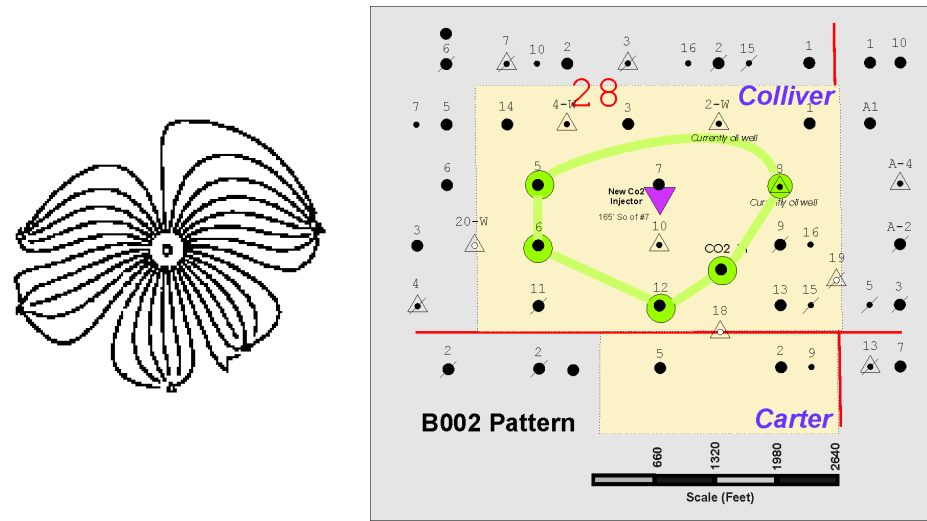 6 7 10 2 3 16 2 15 1 1 10
28
Colliver
7 5 14 4-W 3 2-W 1 A1
Currently oil well
6 5 7 8 A-4
New Co2
Injector
Currently oil well
165' So of #7
3 20-W 6 10 CO2 9 16 A-2
19
4 11 12 13 15 5 3
18
2 2 5 2 9 13 7
B002 Pattern
Carter
660 1320 1980 2640
Scale (Feet)